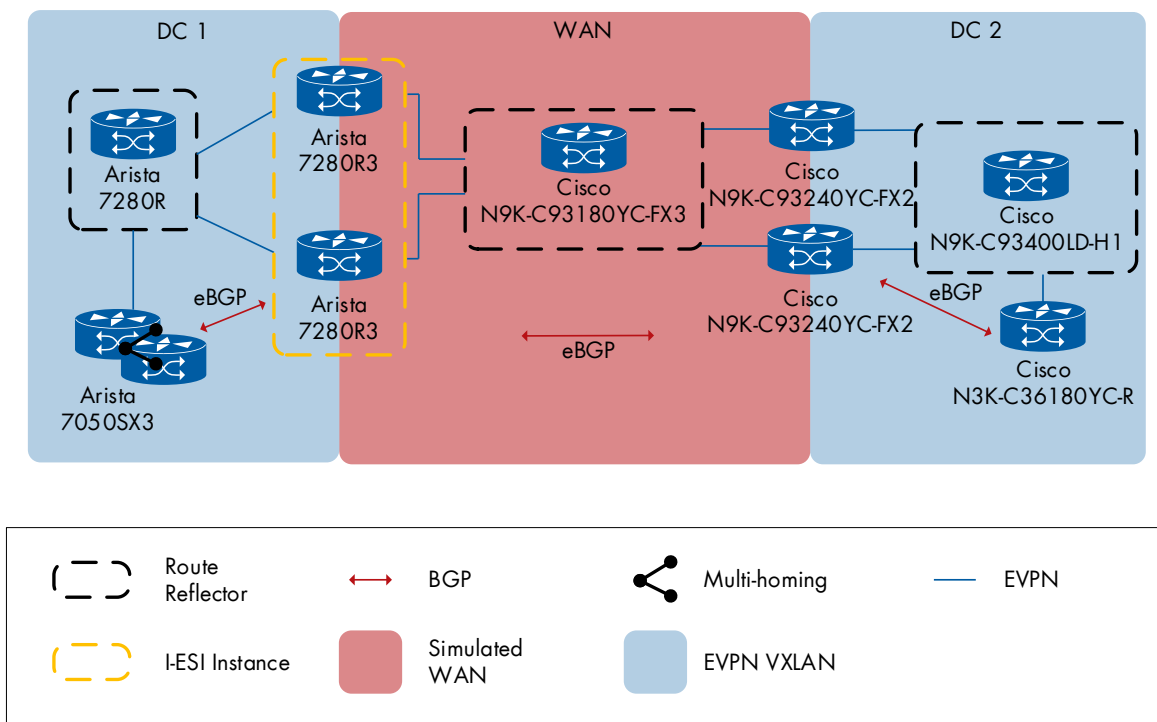 DC 1
WAN
DC 2
Arista
7280R3
Arista
7280R
Cisco
N9K-C93180YC-FX3
Cisco
N9K-C93240YC-FX2
Cisco
N9K-C93400LD-H1
eBGP
Arista
7280R3
eBGP
Cisco
N9K-C93240YC-FX2
eBGP
Arista
7050SX3
Cisco
N3K-C36180YC-R
Route
Reflector
BGP
Multi-homing
EVPN
I-ESI Instance
Simulated
WAN
EVPN VXLAN